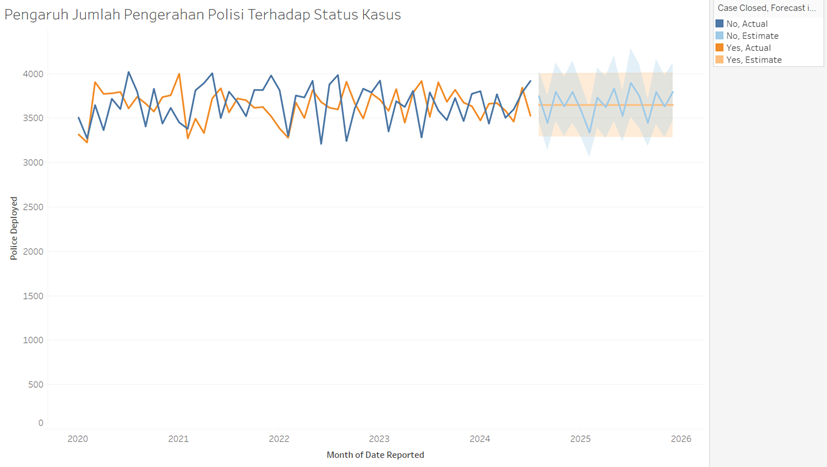 Pengaruh Jumlah Pengerahan Polisi Terhadap Status Kasus
Case Closed, Forecast i...
No, Actual
No, Estimate
Yes, Actual
Yes, Estimate
4000
3500
3000
2500
2000
1500
1000
500
0
Police Deployed
2020
2021
2022
2023
2024
2025
2026
Month of Date Reported